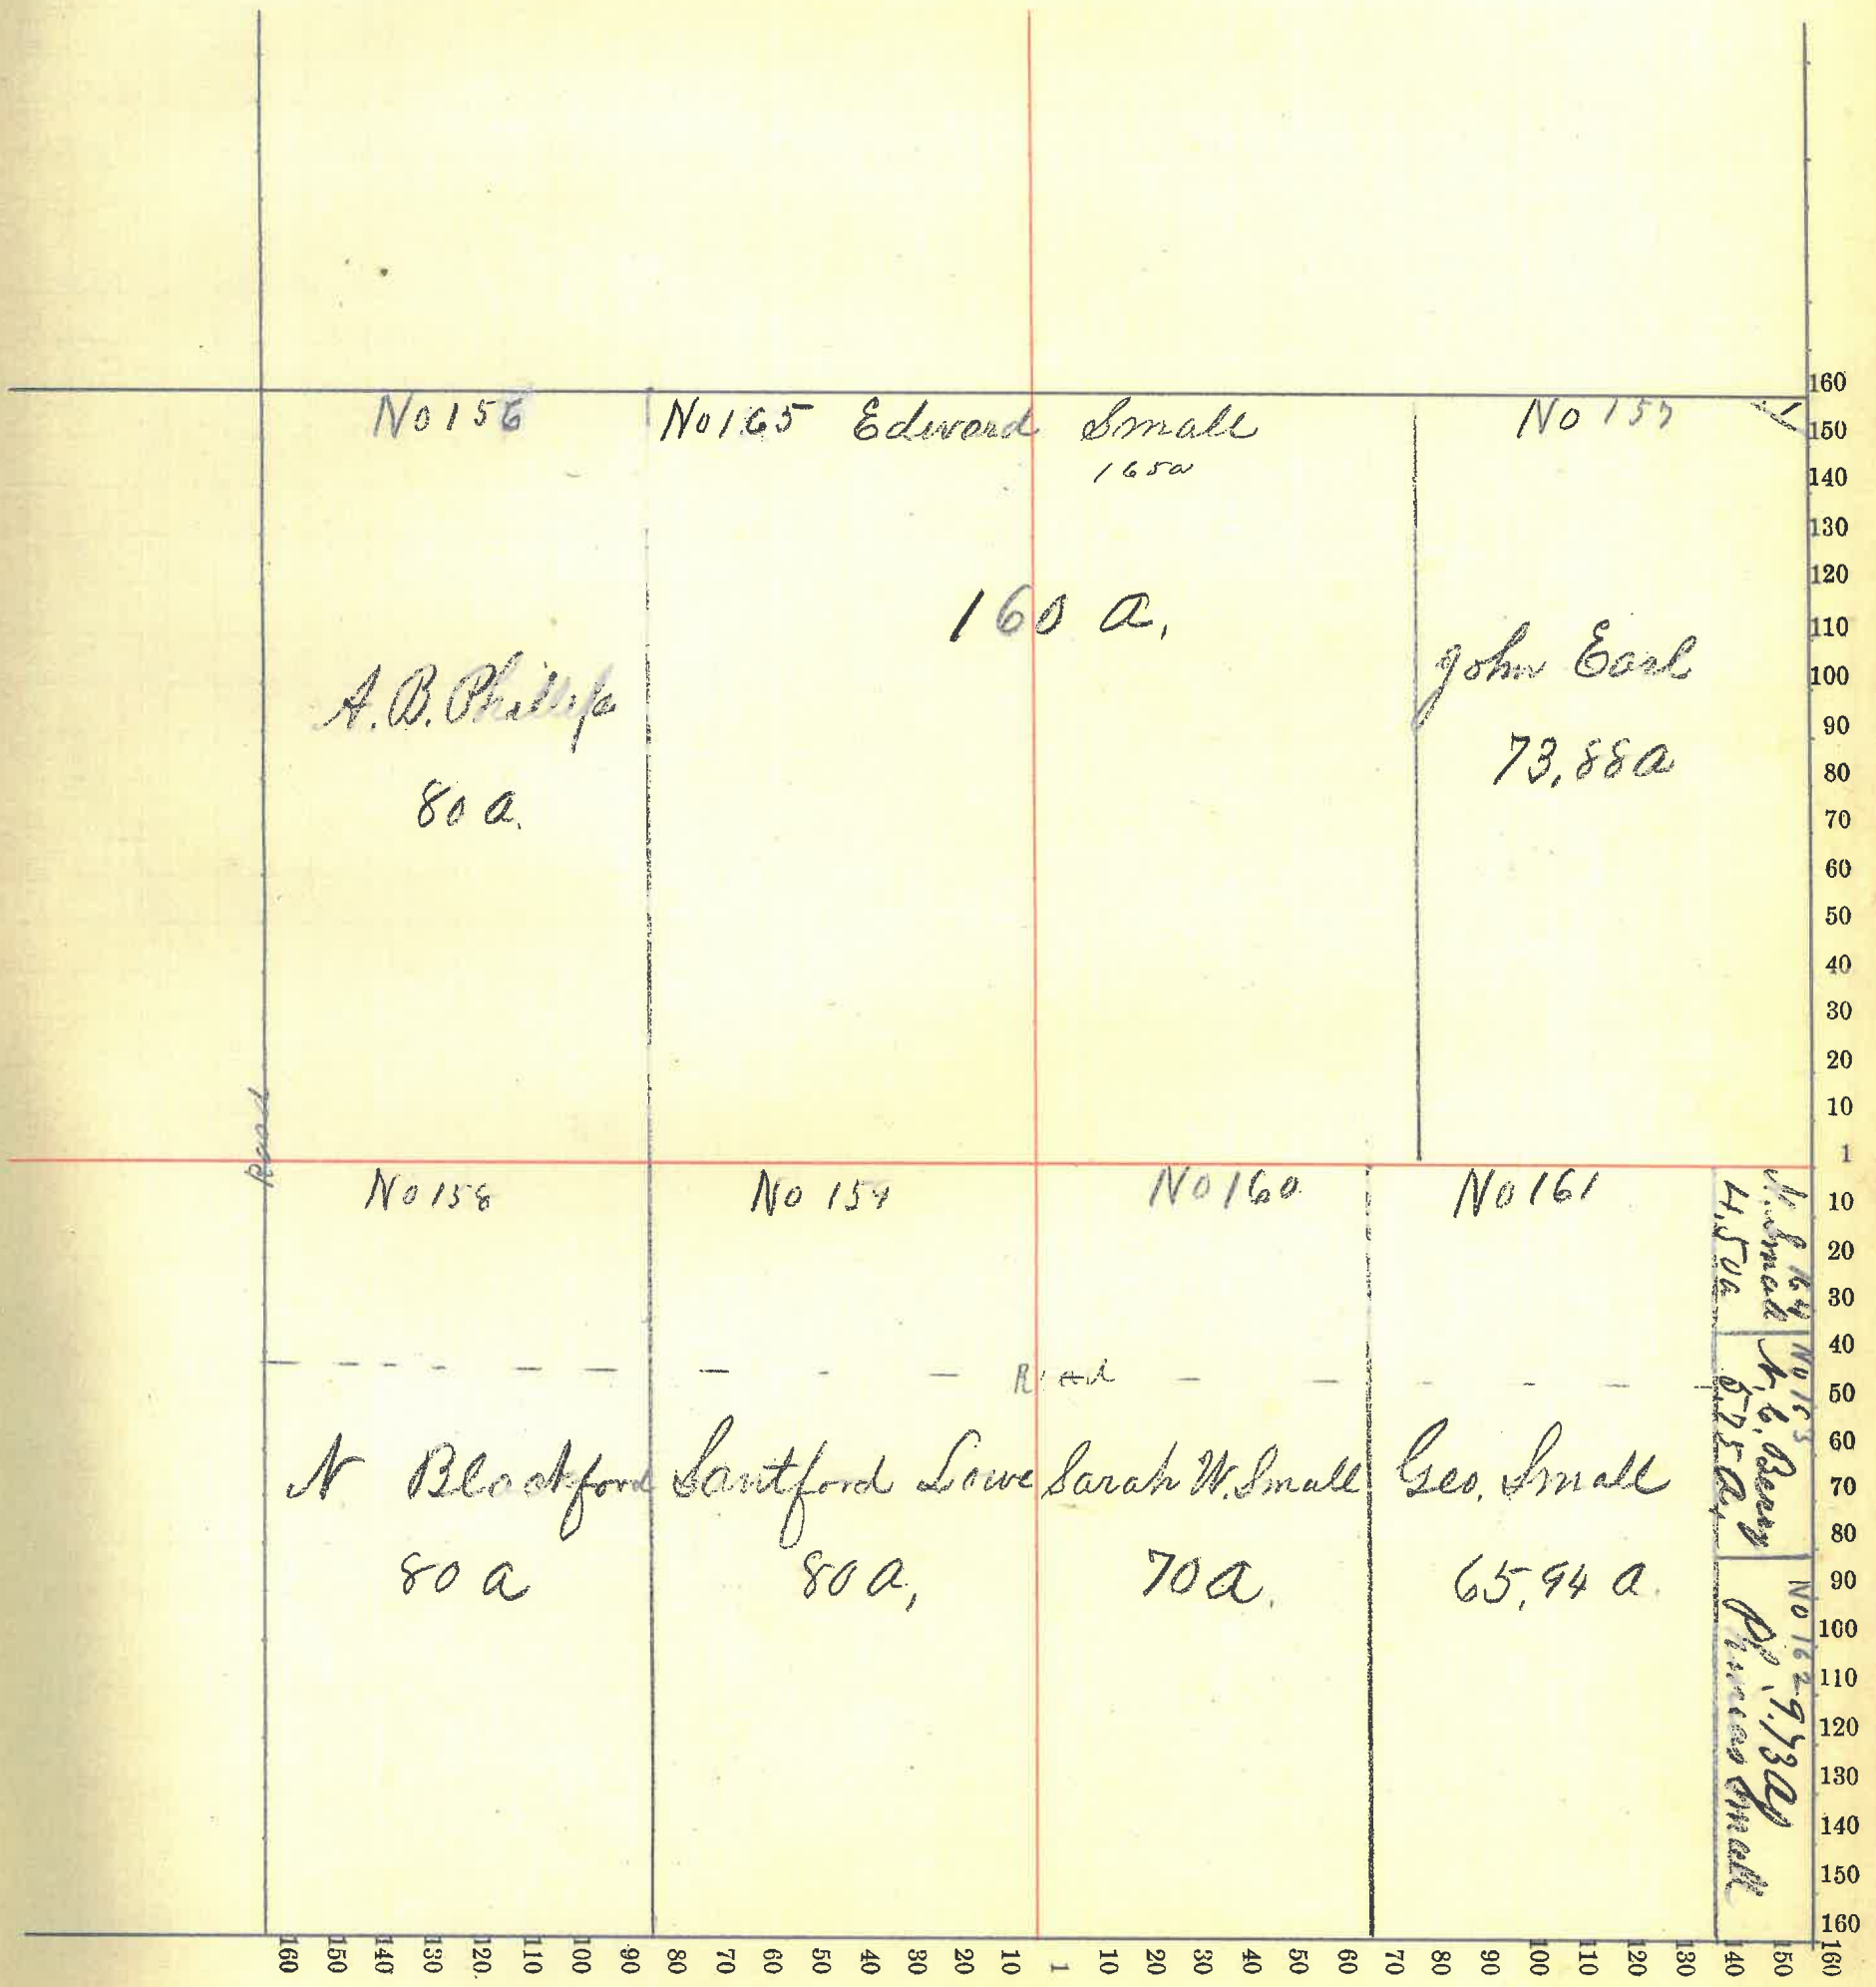 No 156
No 165 Edward Small
165a
No 157
160 a.
A. B. Phillips
80 a.
John Earl
73,88a
Road
No 158
No 159
No 160
No 161
Road
N Blackford
80 a
Santford Lowe
80 a,
Sarah W. Small
70 a.
Geo. Small
65,94 a.
No 164
N. Small
4,50a
No 163
N. C. Berry
5,75 a,
No 162
9,73a
Phineas Small
160
150
140
130
120
110
100
90
80
70
60
50
40
30
20
10
1
10
20
30
40
50
60
70
80
90
100
110
120
130
140
150
160
160 150 140 130 120 110 100 90 80 70 60 50 40 30 20 10 1 10 20 30 40 50 60 70 80 90 100 110 120 130 140 150 160